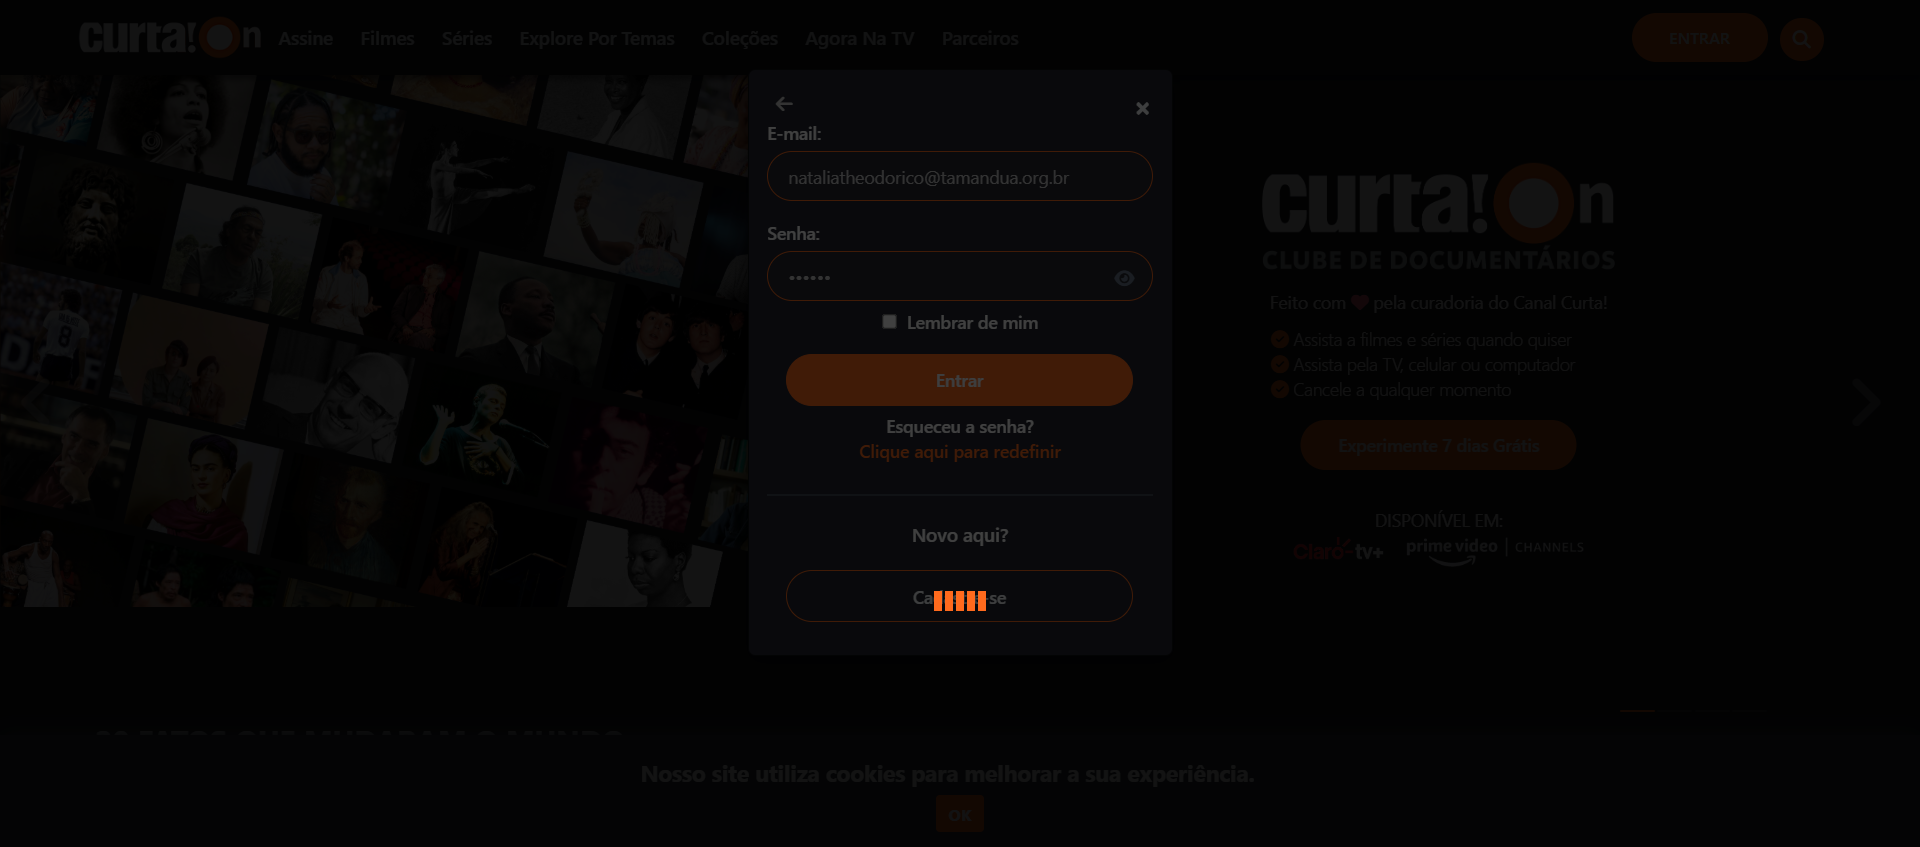 curta!On Assine Filmes Séries Explore Por Temas Coleções Agora Na TV Parceiros ENTRAR
E-mail:
nataliatheodorico@tamandua.org.br
Senha:
••••••
Lembrar de mim
Entrar
Esqueceu a senha?
Clique aqui para redefinir
Novo aqui?
curta!On
CLUBE DE DOCUMENTÁRIOS
Feito com ❤ pela curadoria do Canal Curta!
Assista a filmes e séries quando quiser
Assista pela TV, celular ou computador
Cancele a qualquer momento
Experimente 7 dias Grátis
DISPONÍVEL EM:
Claro tv+ prime video | CHANNELS
Nosso site utiliza cookies para melhorar a sua experiência.
OK